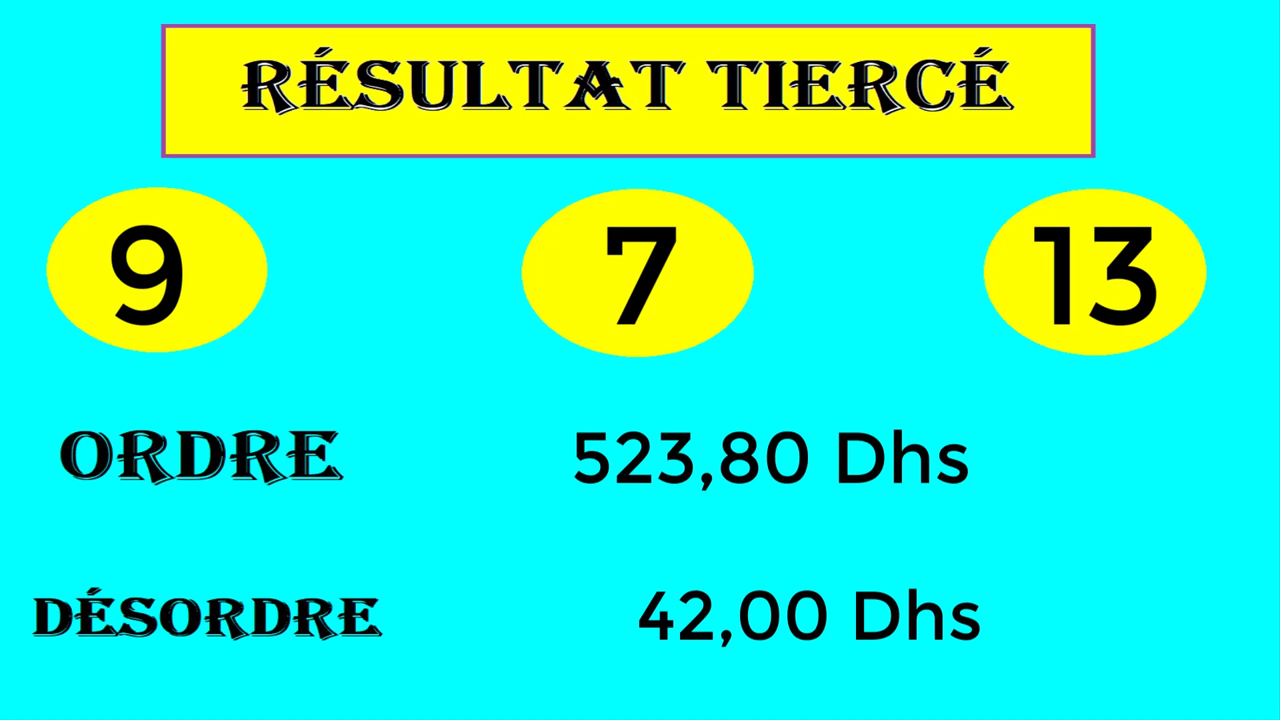 RÉSULTAT TIERCÉ
9 7 13
ORDRE 523,80 Dhs
DÉSORDRE 42,00 Dhs